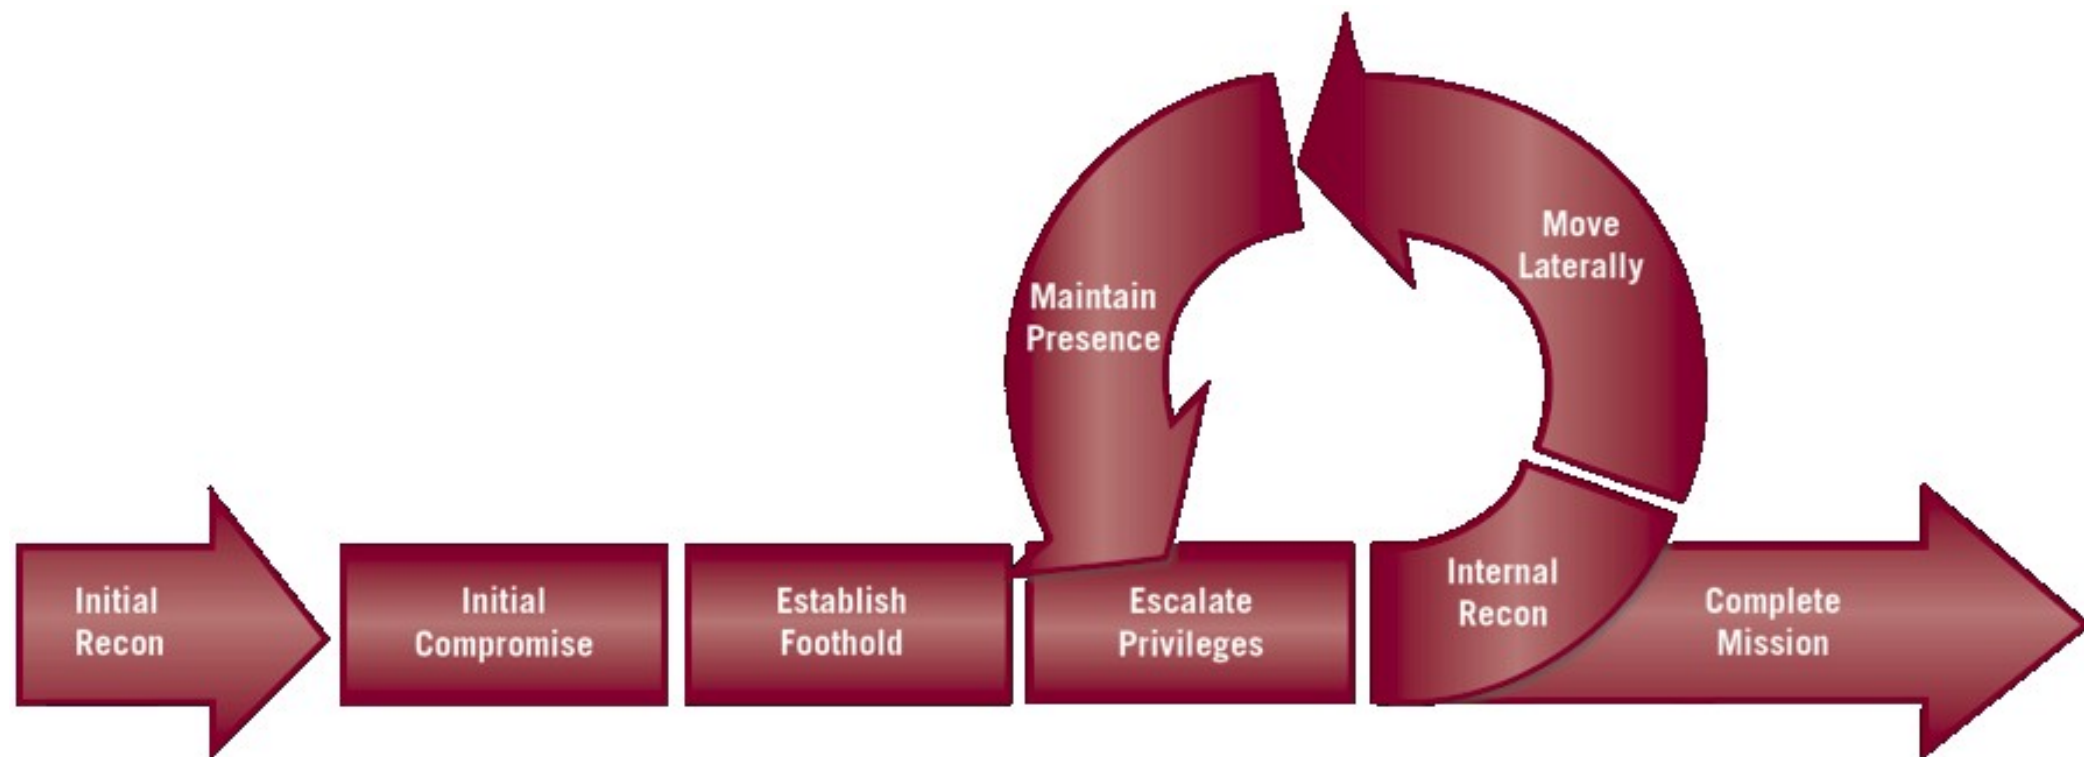 Initial
Recon
Initial
Compromise
Establish
Foothold
Escalate
Privileges
Internal
Recon
Move
Laterally
Maintain
Presence
Complete
Mission